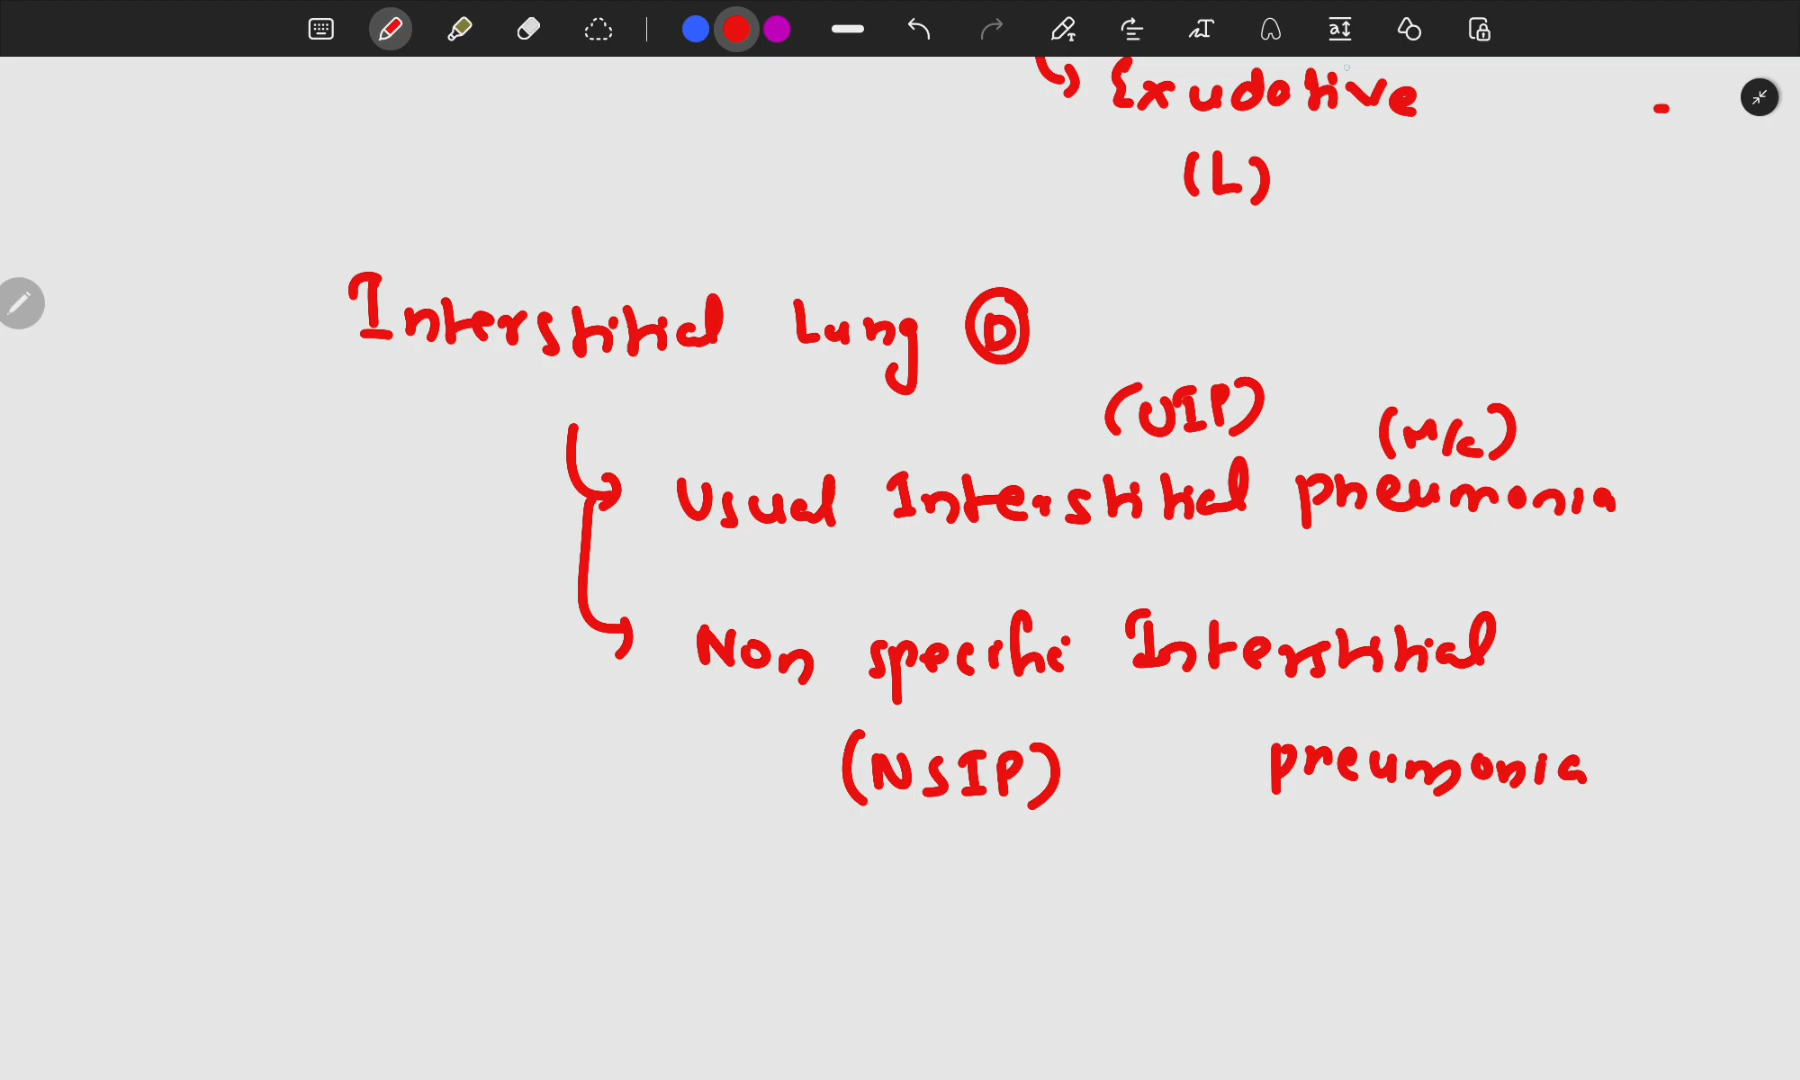 Exudative
(L)
Interstitial Lung Ⓓ
(UIP) (M/c)
Usual Interstitial pneumonia
Non specific Interstitial
(NSIP) pneumonia